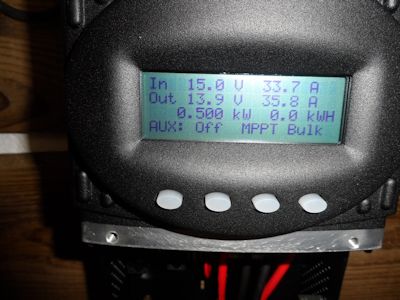 In 15.0 V 33.7 A
Out 13.9 V 35.8 A
0.500 kW 0.0 kWH
AUX: Off MPPT Bulk